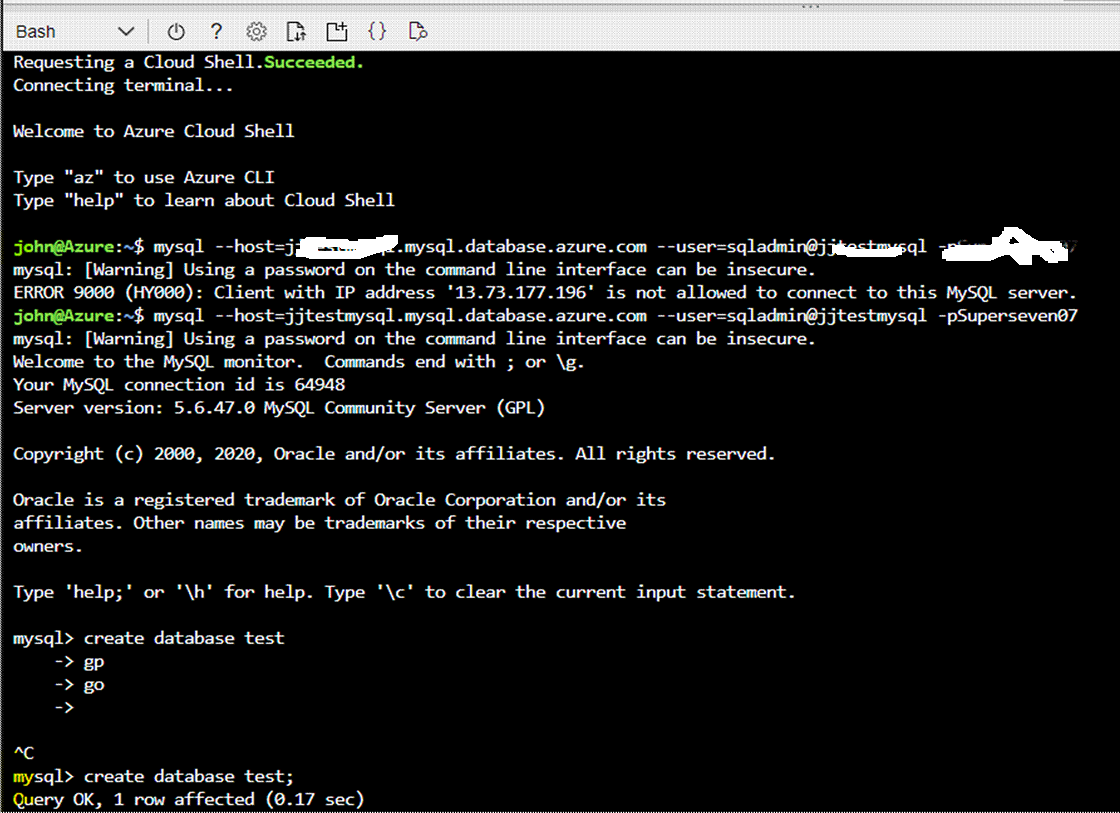 Bash
?
{}
Requesting a Cloud Shell.Succeeded.
Connecting terminal...
Welcome to Azure Cloud Shell
Type "az" to use Azure CLI
Type "help" to learn about Cloud Shell
john@Azure:~$ mysql --host=jj .mysql.database.azure.com --user=sqladmin@jj sql -p
mysql: [Warning] Using a password on the command line interface can be insecure.
ERROR 9000 (HY000): Client with IP address '13.73.177.196' is not allowed to connect to this MySQL server.
john@Azure:~$ mysql --host=jjtestmysql.mysql.database.azure.com --user=sqladmin@jjtestmysql -pSuperseven07
mysql: [Warning] Using a password on the command line interface can be insecure.
Welcome to the MySQL monitor.  Commands end with ; or \g.
Your MySQL connection id is 64948
Server version: 5.6.47.0 MySQL Community Server (GPL)
Copyright (c) 2000, 2020, Oracle and/or its affiliates. All rights reserved.
Oracle is a registered trademark of Oracle Corporation and/or its
affiliates. Other names may be trademarks of their respective
owners.
Type 'help;' or '\h' for help. Type '\c' to clear the current input statement.
mysql> create database test
    -> gp
    -> go
    ->
^C
mysql> create database test;
Query OK, 1 row affected (0.17 sec)